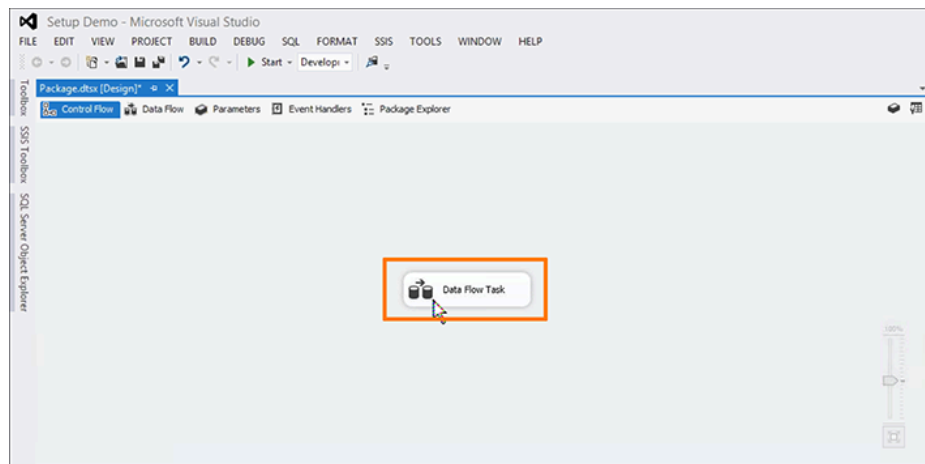 Setup Demo - Microsoft Visual Studio
FILE EDIT VIEW PROJECT BUILD DEBUG SQL FORMAT SSIS TOOLS WINDOW HELP
Start Develop
Package.dtsx [Design]*
Control Flow Data Flow Parameters Event Handlers Package Explorer
Toolbox
SSIS Toolbox
SQL Server Object Explorer
Data Flow Task
100%